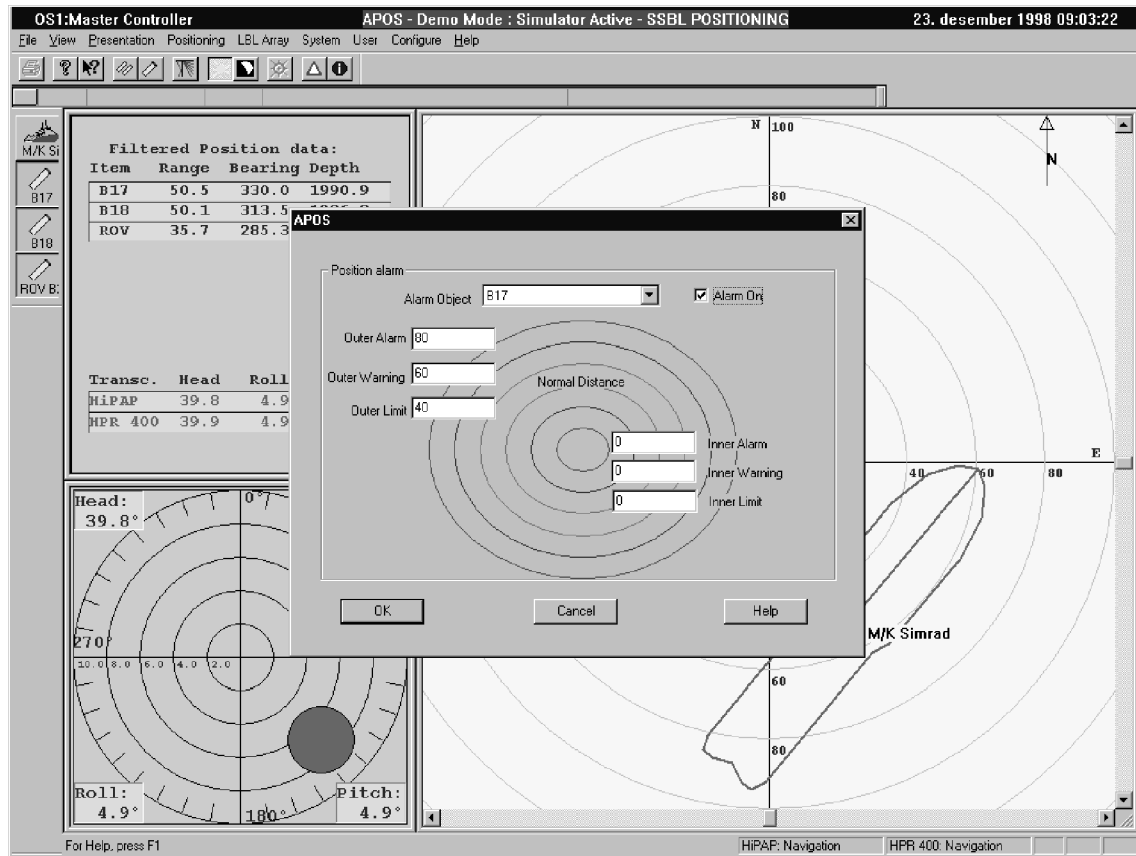 OS1:Master Controller APOS - Demo Mode : Simulator Active - SSBL POSITIONING 23. desember 1998 09:03:22
File View Presentation Positioning LBL Array System User Configure Help
M/K Si
B17
B18
ROV B:
Filtered Position data:
Item Range Bearing Depth
B17 50.5 330.0 1990.9
B18 50.1 313.5
ROV 35.7 285.3
Transc. Head Roll
HiPAP 39.8 4.9
HPR 400 39.9 4.9
APOS
Position alarm
Alarm Object B17 Alarm On
Outer Alarm 80
Outer Warning 60
Outer Limit 40
Normal Distance
0 Inner Alarm
0 Inner Warning
0 Inner Limit
OK Cancel Help
N 100
80
N
E
40 60 80
M/K Simrad
60
80
Head:
39.8°
0°
270
10.0 8.0 6.0 4.0 2.0
Roll:
4.9°
180°
Pitch:
4.9°
For Help, press F1 HiPAP: Navigation HPR 400: Navigation